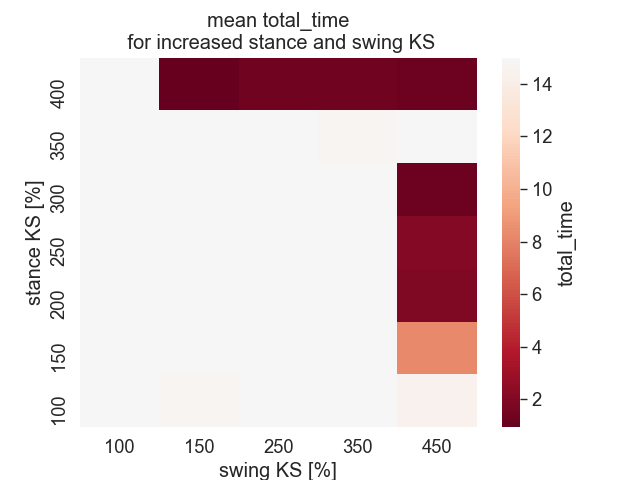 mean total_time
for increased stance and swing KS
stance KS [%]
400
350
300
250
200
150
100
100 150 250 350 450
swing KS [%]
14
12
10
8
6
4
2
total_time